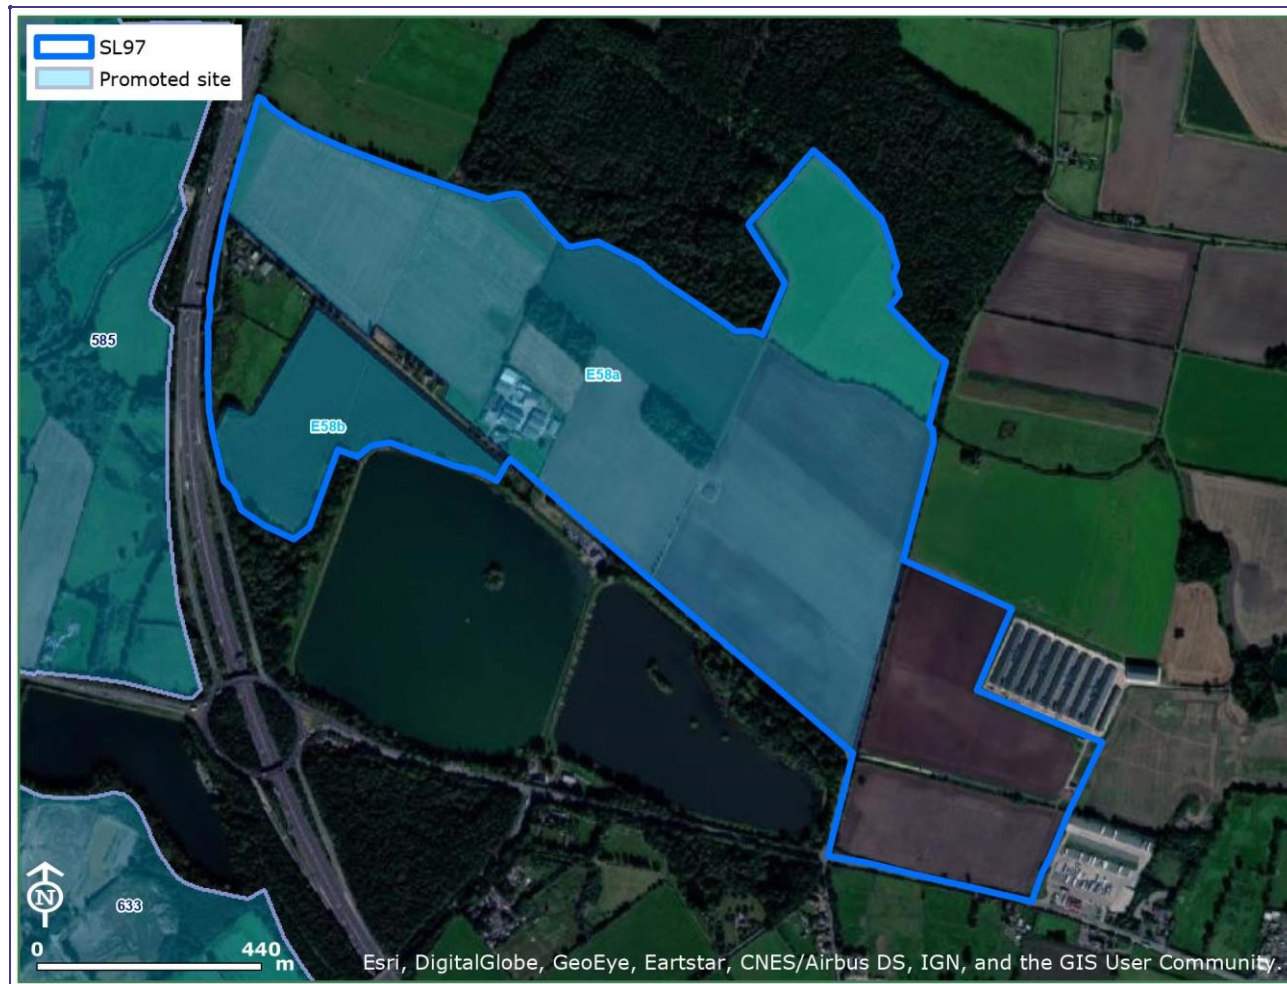 SL97
Promoted site
585
E58a
E58b
633
N
0 440
m
Esri, DigitalGlobe, GeoEye, Eartstar, CNES/Airbus DS, IGN, and the GIS User Community.